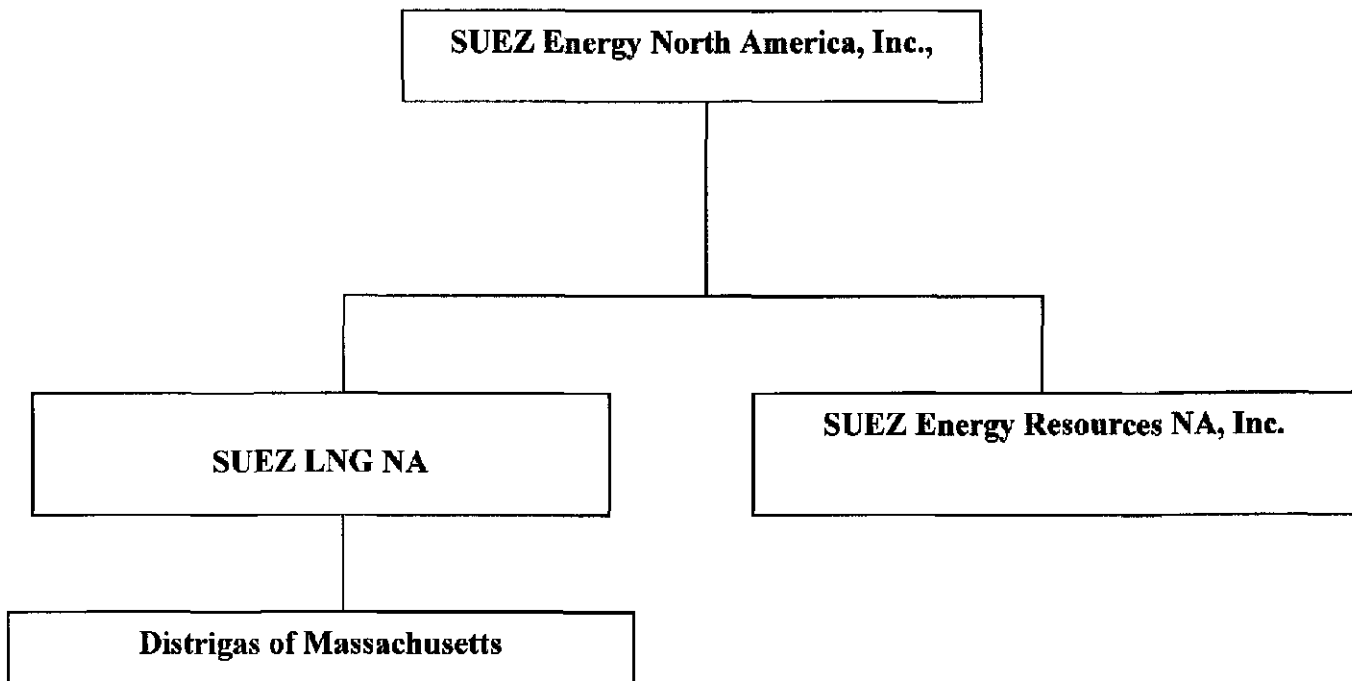 SUEZ Energy North America, Inc.,
SUEZ LNG NA
SUEZ Energy Resources NA, Inc.
Distrigas of Massachusetts